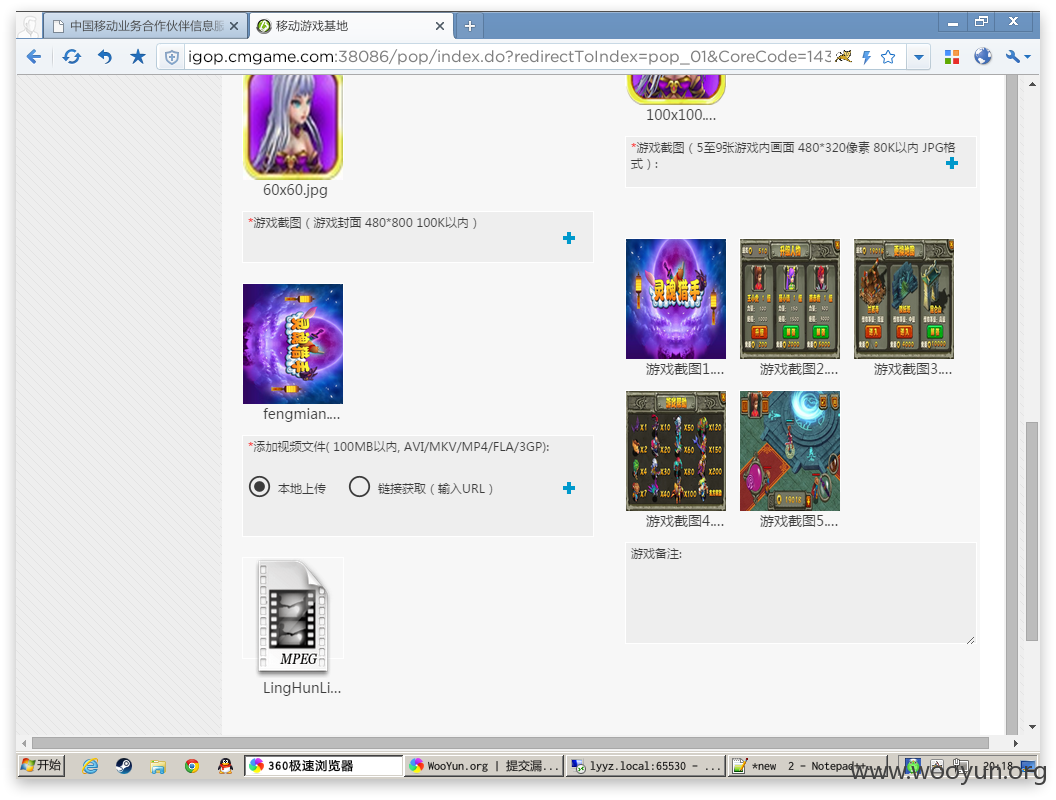 中国移动业务合作伙伴信息服
移动游戏基地
igop.cmgame.com:38086/pop/index.do?redirectToIndex=pop_01&CoreCode=143
60x60.jpg
100x100....
*游戏截图（5至9张游戏内画面 480*320像素 80K以内 JPG格
式）:
*游戏截图（游戏封面 480*800 100K以内）
灵魂猎手
fengmian....
游戏截图1....
游戏截图2....
游戏截图3....
*添加视频文件( 100MB以内, AVI/MKV/MP4/FLA/3GP):
本地上传
链接获取（输入URL）
游戏截图4....
游戏截图5....
游戏备注:
MPEG
LingHunLi...
开始
360极速浏览器
WooYun.org | 提交漏...
lyyz.local:65530 - ...
*new 2 - Notepad++
20:18
www.wooyun.org